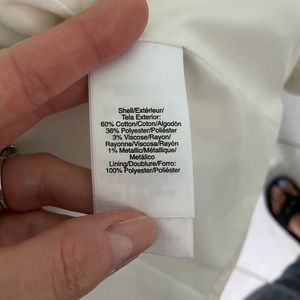 Shell/Extérieur/
Tela Exterior:
60% Cotton/Coton/Algodón
36% Polyester/Poliéster
3% Viscose/Rayon/
Rayonne/Viscosa/Rayón
1% Metallic/Métallique/
Metálico
Lining/Doublure/Forro:
100% Polyester/Poliéster